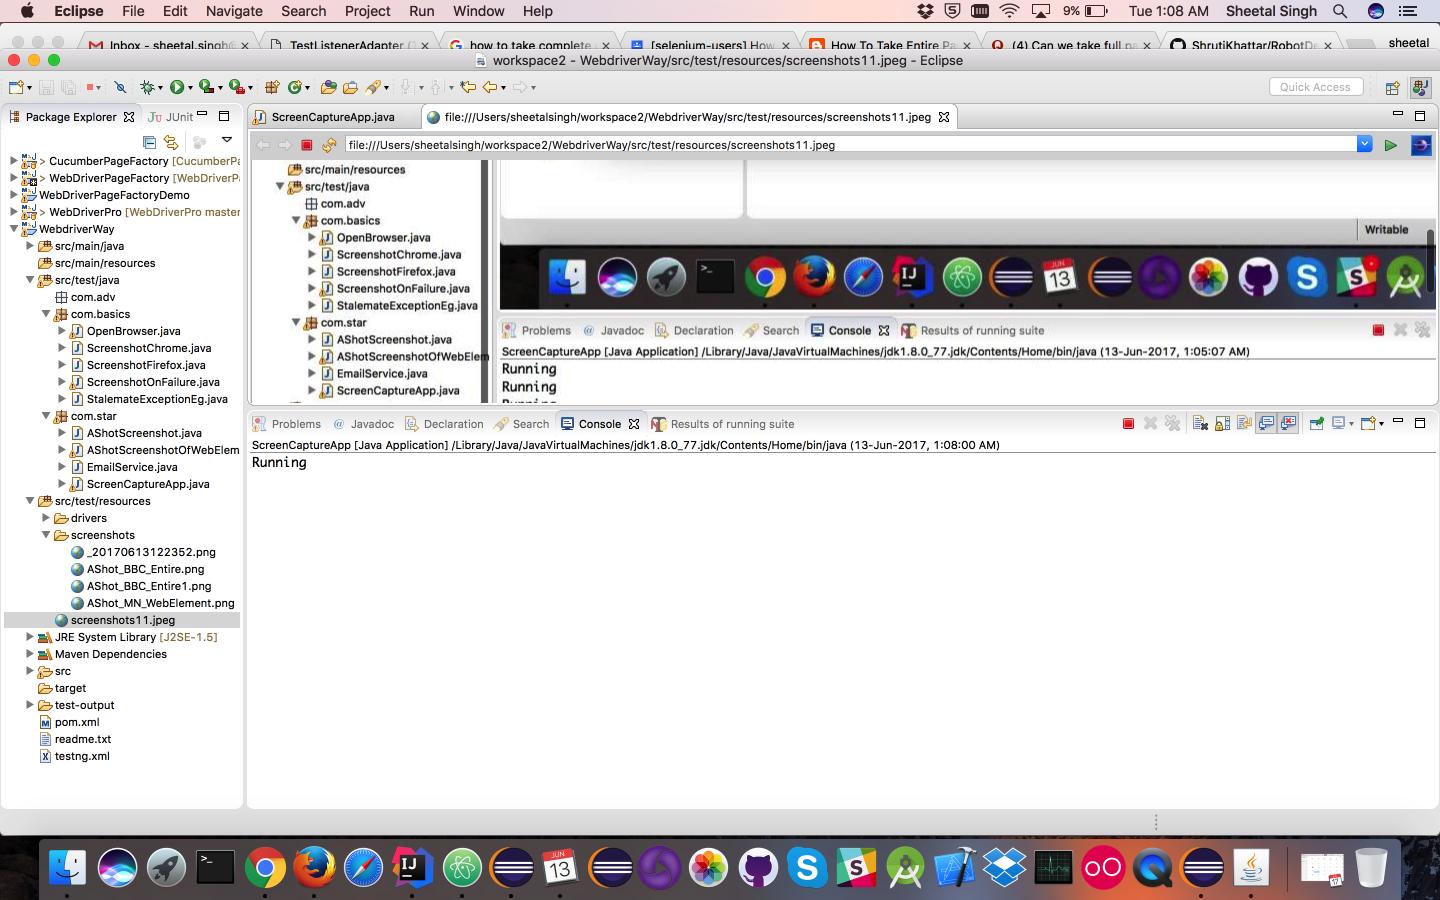 Eclipse File Edit Navigate Search Project Run Window Help 5 9% Tue 1:08 AM Sheetal Singh
Inbox - sheetal.singh@ TestListenerAdapter how to take complete [selenium-users] How How To Take Entire Pa (4) Can we take full pa ShrutiKhattar/RobotDe sheetal
workspace2 - WebdriverWay/src/test/resources/screenshots11.jpeg - Eclipse
Quick Access
Package Explorer JUnit
ScreenCaptureApp.java file:///Users/sheetalsingh/workspace2/WebdriverWay/src/test/resources/screenshots11.jpeg
file:///Users/sheetalsingh/workspace2/WebdriverWay/src/test/resources/screenshots11.jpeg
> CucumberPageFactory [CucumberPa
> WebDriverPageFactory [WebDriverP
WebDriverPageFactoryDemo
> WebDriverPro [WebDriverPro master
WebdriverWay
src/main/java
src/main/resources
src/test/java
com.adv
com.basics
OpenBrowser.java
ScreenshotChrome.java
ScreenshotFirefox.java
ScreenshotOnFailure.java
StalemateExceptionEg.java
com.star
AShotScreenshot.java
AShotScreenshotOfWebElem
EmailService.java
ScreenCaptureApp.java
src/test/resources
drivers
screenshots
_20170613122352.png
AShot_BBC_Entire.png
AShot_BBC_Entire1.png
AShot_MN_WebElement.png
screenshots11.jpeg
JRE System Library [J2SE-1.5]
Maven Dependencies
src
target
test-output
pom.xml
readme.txt
testng.xml
src/main/resources
src/test/java
com.adv
com.basics
OpenBrowser.java
ScreenshotChrome.java
ScreenshotFirefox.java
ScreenshotOnFailure.java
StalemateExceptionEg.java
com.star
AShotScreenshot.java
AShotScreenshotOfWebElem
EmailService.java
ScreenCaptureApp.java
Writable
JUN
13
Problems Javadoc Declaration Search Console Results of running suite
ScreenCaptureApp [Java Application] /Library/Java/JavaVirtualMachines/jdk1.8.0_77.jdk/Contents/Home/bin/java (13-Jun-2017, 1:05:07 AM)
Running
Running
Problems Javadoc Declaration Search Console Results of running suite
ScreenCaptureApp [Java Application] /Library/Java/JavaVirtualMachines/jdk1.8.0_77.jdk/Contents/Home/bin/java (13-Jun-2017, 1:08:00 AM)
Running
JUN
13
17